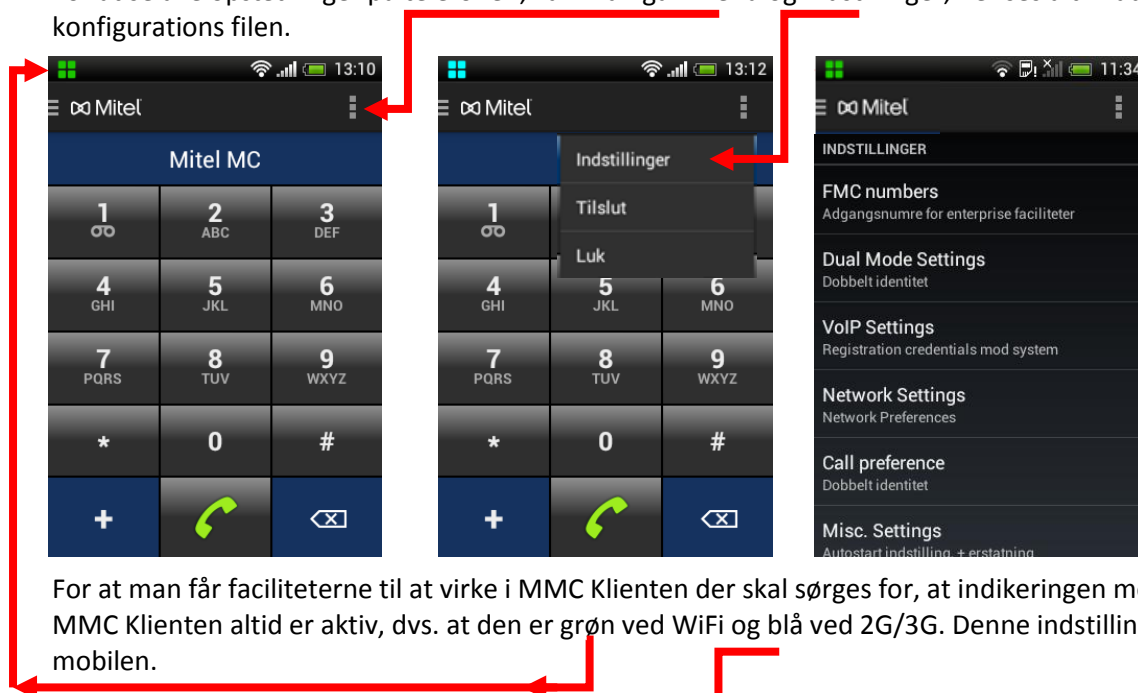 konfigurations filen.
13:10
Mitel
Mitel MC
1
2
ABC
3
DEF
4
GHI
5
JKL
6
MNO
7
PQRS
8
TUV
9
WXYZ
*
0
#
+
13:12
Mitel
Indstillinger
Tilslut
Luk
1
4
GHI
5
JKL
6
MNO
7
PQRS
8
TUV
9
WXYZ
*
0
#
+
11:34
Mitel
INDSTILLINGER
FMC numbers
Adgangsnumre for enterprise faciliteter
Dual Mode Settings
Dobbelt identitet
VoIP Settings
Registration credentials mod system
Network Settings
Network Preferences
Call preference
Dobbelt identitet
Misc. Settings
Autostart indstilling, + erstatning
For at man får faciliteterne til at virke i MMC Klienten der skal sørges for, at indikeringen
MMC Klienten altid er aktiv, dvs. at den er grøn ved WiFi og blå ved 2G/3G. Denne indstillin
mobilen.